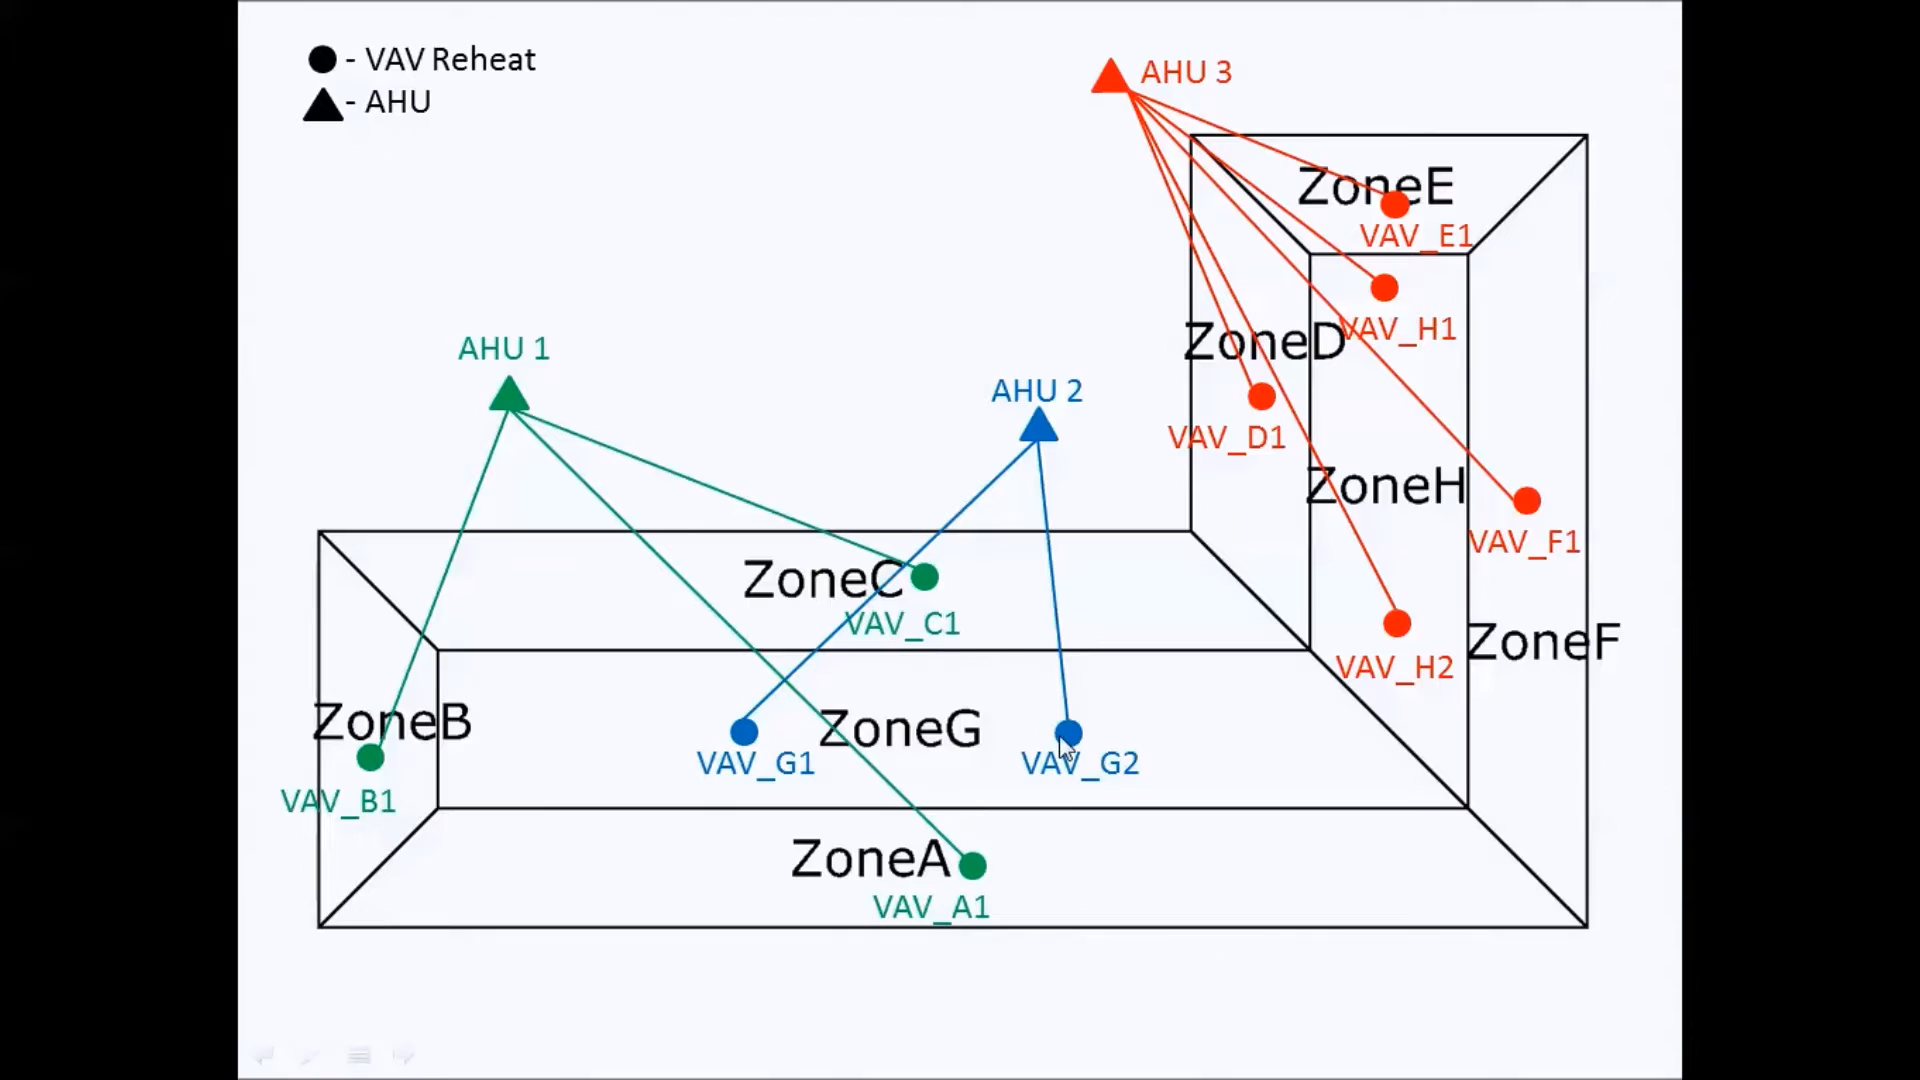 - VAV Reheat
- AHU
AHU 3
ZoneE
VAV_E1
VAV_H1
ZoneD
AHU 1
AHU 2
VAV_D1
ZoneH
VAV_F1
ZoneC
VAV_C1
ZoneF
VAV_H2
ZoneB
ZoneG
VAV_G1
VAV_G2
VAV_B1
ZoneA
VAV_A1